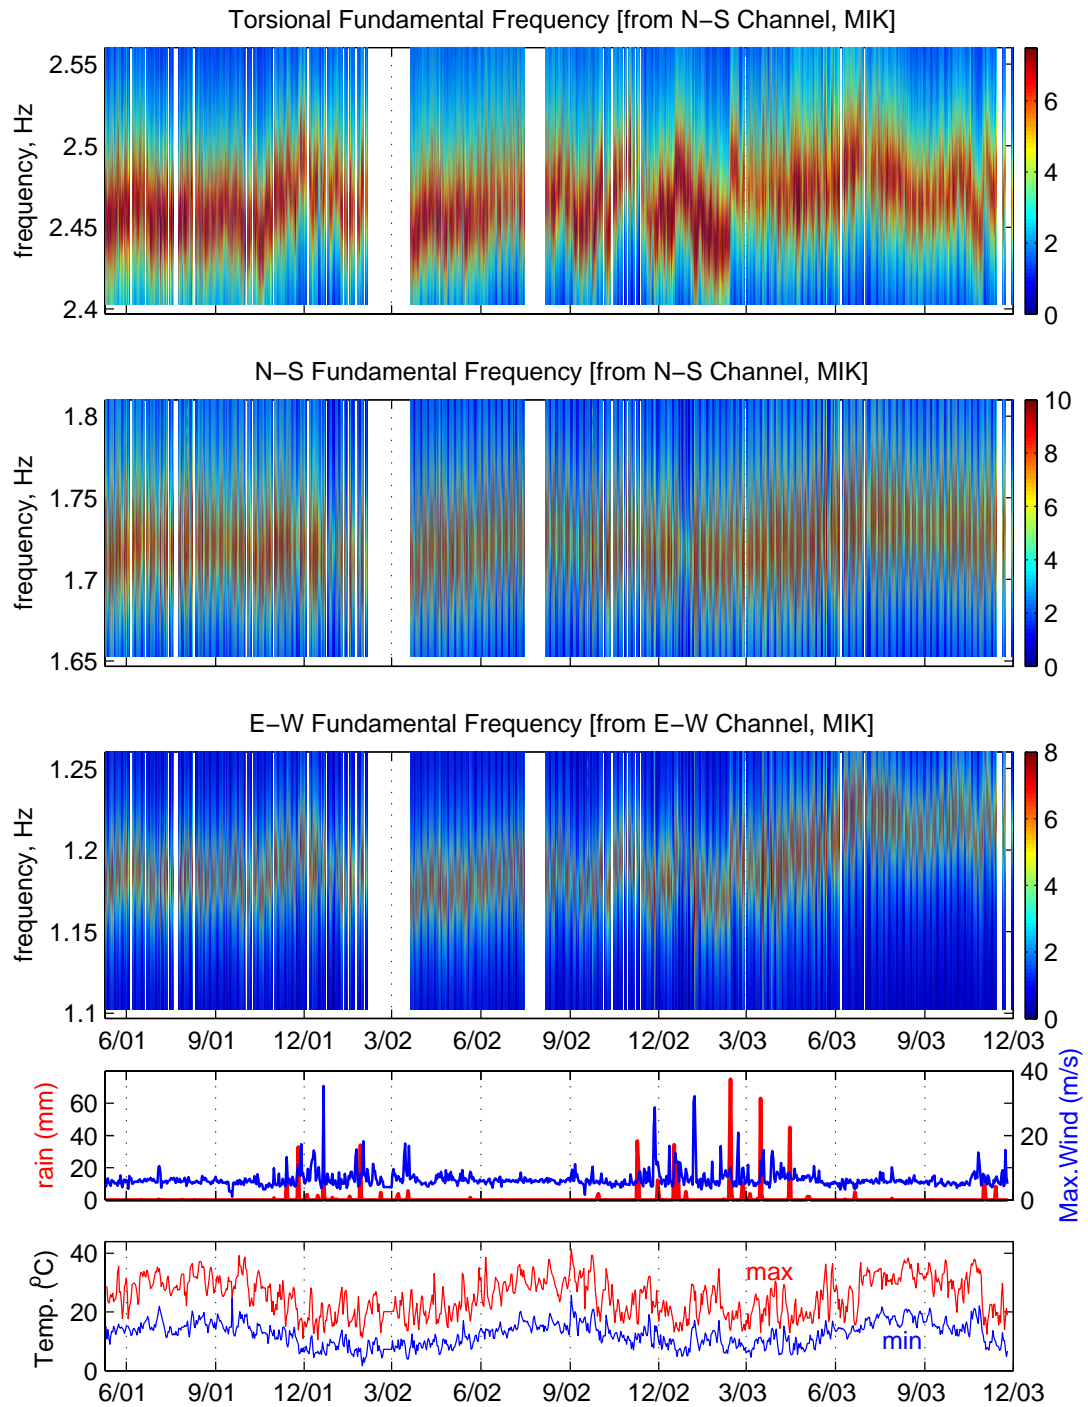 Torsional Fundamental Frequency [from N−S Channel, MIK]
frequency, Hz
2.55
2.5
2.45
2.4
6
4
2
0
N−S Fundamental Frequency [from N−S Channel, MIK]
frequency, Hz
1.8
1.75
1.7
1.65
10
8
6
4
2
0
E−W Fundamental Frequency [from E−W Channel, MIK]
frequency, Hz
1.25
1.2
1.15
1.1
8
6
4
2
0
6/01 9/01 12/01 3/02 6/02 9/02 12/02 3/03 6/03 9/03 12/03
rain (mm)
60
40
20
0
40
20
0
Max.Wind (m/s)
Temp. (⁰C)
40
20
0
max
min
6/01 9/01 12/01 3/02 6/02 9/02 12/02 3/03 6/03 9/03 12/03